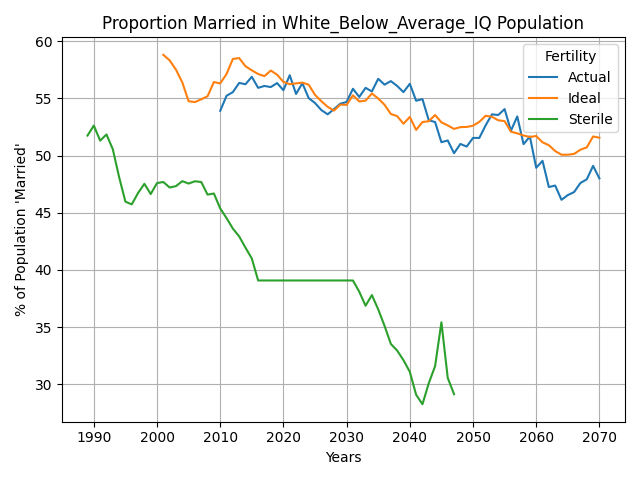 Proportion Married in White_Below_Average_IQ Population
60
55
50
45
40
35
30
% of Population 'Married'
Fertility
Actual
Ideal
Sterile
1990
2000
2010
2020
2030
2040
2050
2060
2070
Years